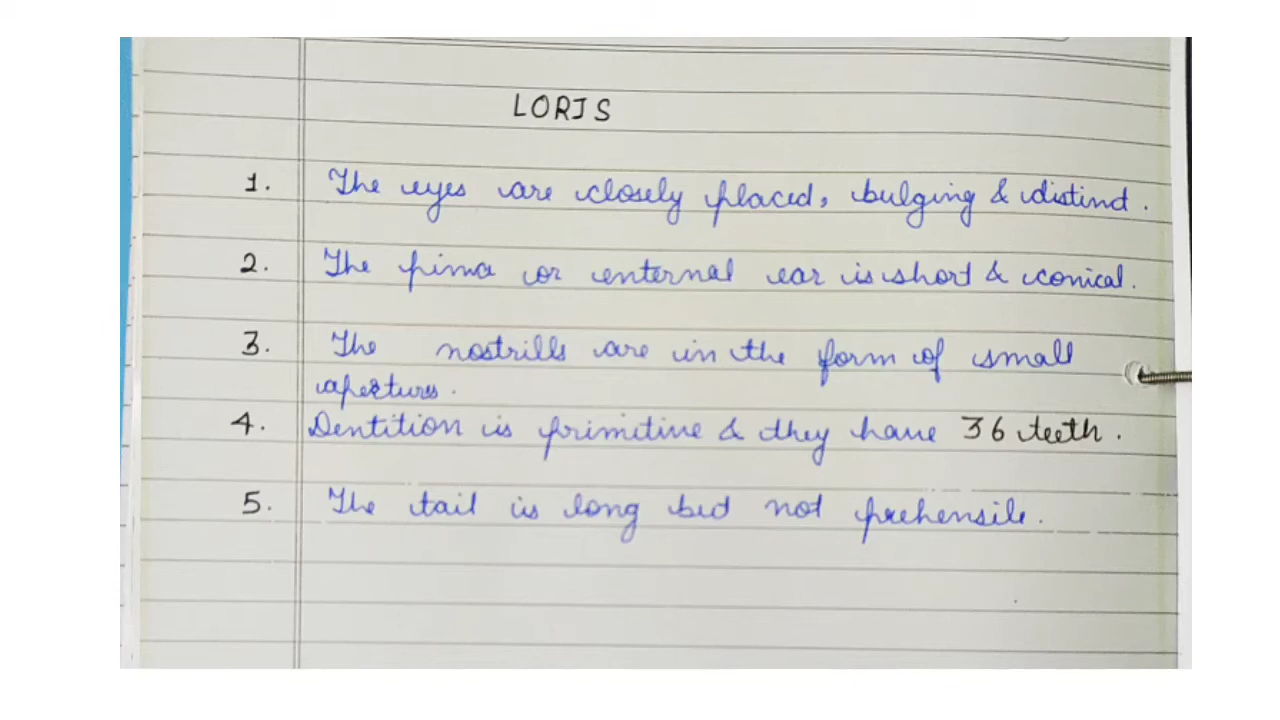 LORIS
1. The eyes are closely placed, bulging & distinct.
2. The pinna or external ear is short & conical.
3. The nostrills are in the form of small
aperture.
4. Dentition is primitive & they have 36 teeth.
5. The tail is long but not prehensile.